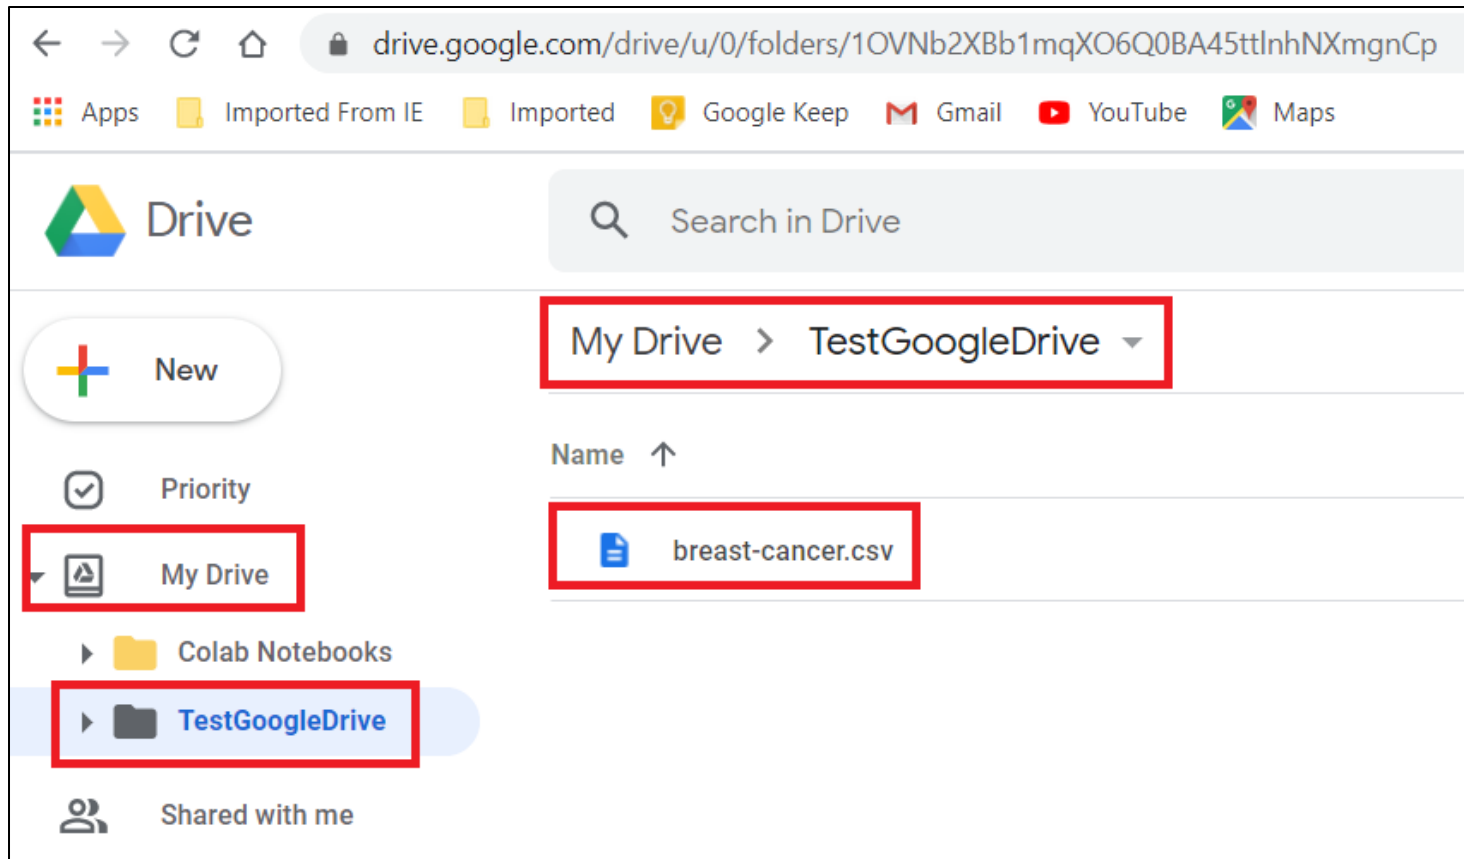 drive.google.com/drive/u/0/folders/1OVNb2XBb1mqXO6Q0BA45ttlnhNXmgnCp
Apps Imported From IE Imported Google Keep Gmail YouTube Maps
Drive Search in Drive
My Drive > TestGoogleDrive
New
Name
Priority
breast-cancer.csv
My Drive
Colab Notebooks
TestGoogleDrive
Shared with me